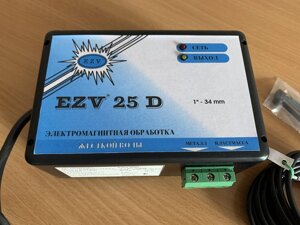 EZV
СЕТЬ
ВЫХОД
EZV® 25 D
1" - 34 mm
ЭЛЕКТРОМАГНИТНАЯ ОБРАБОТКА
ЖЕСТКОЙ ВОДЫ
МЕТАЛЛ ПЛАСТМАССА